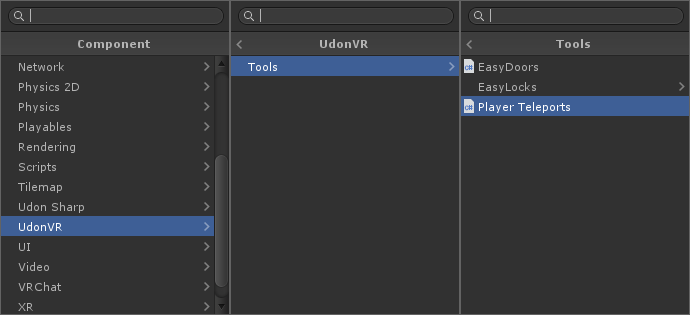 Component
Network
Physics 2D
Physics
Playables
Rendering
Scripts
Tilemap
Udon Sharp
UdonVR
UI
Video
VRChat
XR
UdonVR
Tools
Tools
EasyDoors
EasyLocks
Player Teleports